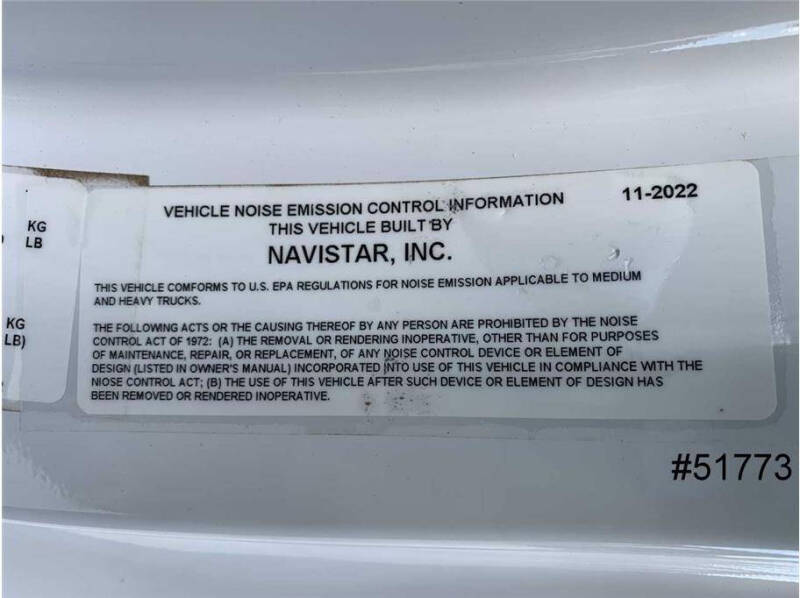 KG
LB
KG
LB)
VEHICLE NOISE EMISSION CONTROL INFORMATION
11-2022
THIS VEHICLE BUILT BY
NAVISTAR, INC.
THIS VEHICLE COMFORMS TO U.S. EPA REGULATIONS FOR NOISE EMISSION APPLICABLE TO MEDIUM
AND HEAVY TRUCKS.
THE FOLLOWING ACTS OR THE CAUSING THEREOF BY ANY PERSON ARE PROHIBITED BY THE NOISE
CONTROL ACT OF 1972: (A) THE REMOVAL OR RENDERING INOPERATIVE, OTHER THAN FOR PURPOSES
OF MAINTENANCE, REPAIR, OR REPLACEMENT, OF ANY NOISE CONTROL DEVICE OR ELEMENT OF
DESIGN (LISTED IN OWNER'S MANUAL) INCORPORATED INTO USE OF THIS VEHICLE IN COMPLIANCE WITH THE
NIOSE CONTROL ACT; (B) THE USE OF THIS VEHICLE AFTER SUCH DEVICE OR ELEMENT OF DESIGN HAS
BEEN REMOVED OR RENDERED INOPERATIVE.
#51773